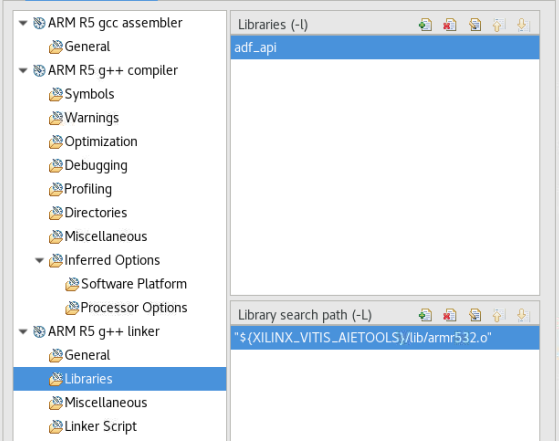 ARM R5 gcc assembler
General
ARM R5 g++ compiler
Symbols
Warnings
Optimization
Debugging
Profiling
Directories
Miscellaneous
Inferred Options
Software Platform
Processor Options
ARM R5 g++ linker
General
Libraries
Miscellaneous
Linker Script
Libraries (-l)
adf_api
Library search path (-L)
"${XILINX_VITIS_AIETOOLS}/lib/armr532.o"